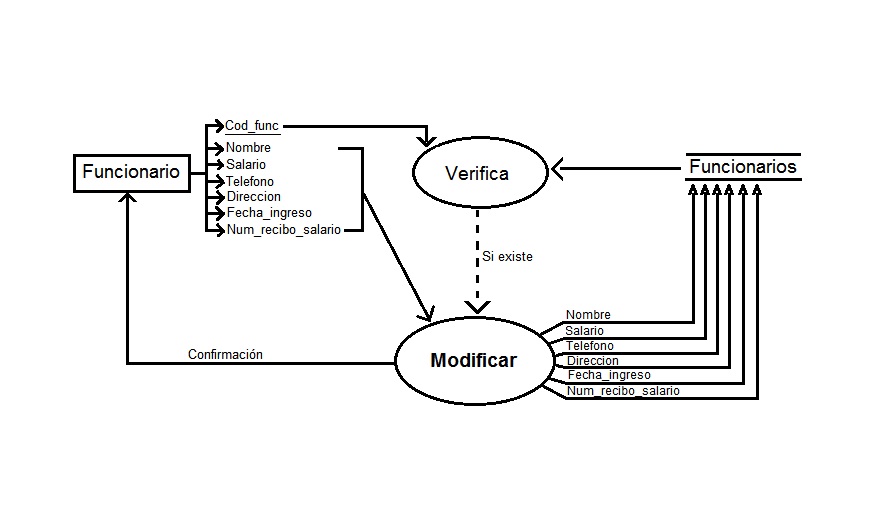 Cod_func
Nombre
Salario
Telefono
Direccion
Fecha_ingreso
Num_recibo_salario
Funcionario
Verifica
Funcionarios
Si existe
Nombre
Salario
Telefono
Direccion
Fecha_ingreso
Num_recibo_salario
Confirmación
Modificar